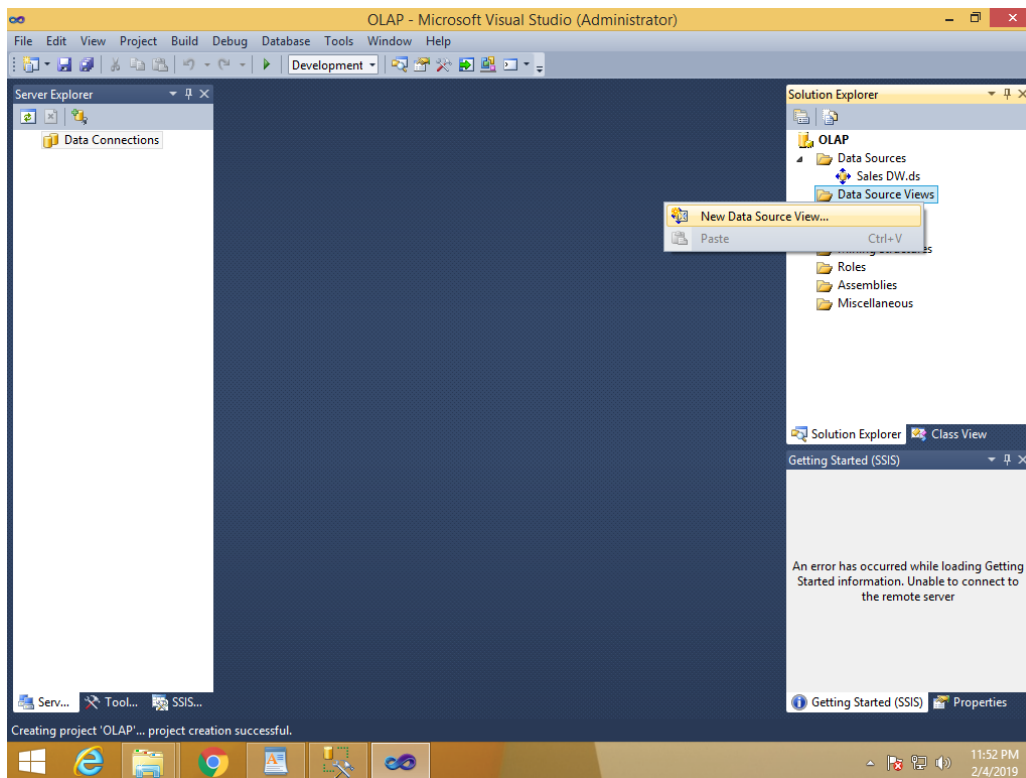 OLAP - Microsoft Visual Studio (Administrator)
File Edit View Project Build Debug Database Tools Window Help
Development
Server Explorer
Data Connections
Solution Explorer
OLAP
Data Sources
Sales DW.ds
Data Source Views
New Data Source View...
Paste Ctrl+V
Roles
Assemblies
Miscellaneous
Solution Explorer Class View
Getting Started (SSIS)
An error has occurred while loading Getting
Started information. Unable to connect to
the remote server
Serv... Tool... SSIS...
Getting Started (SSIS) Properties
Creating project 'OLAP'... project creation successful.
11:52 PM
2/4/2019